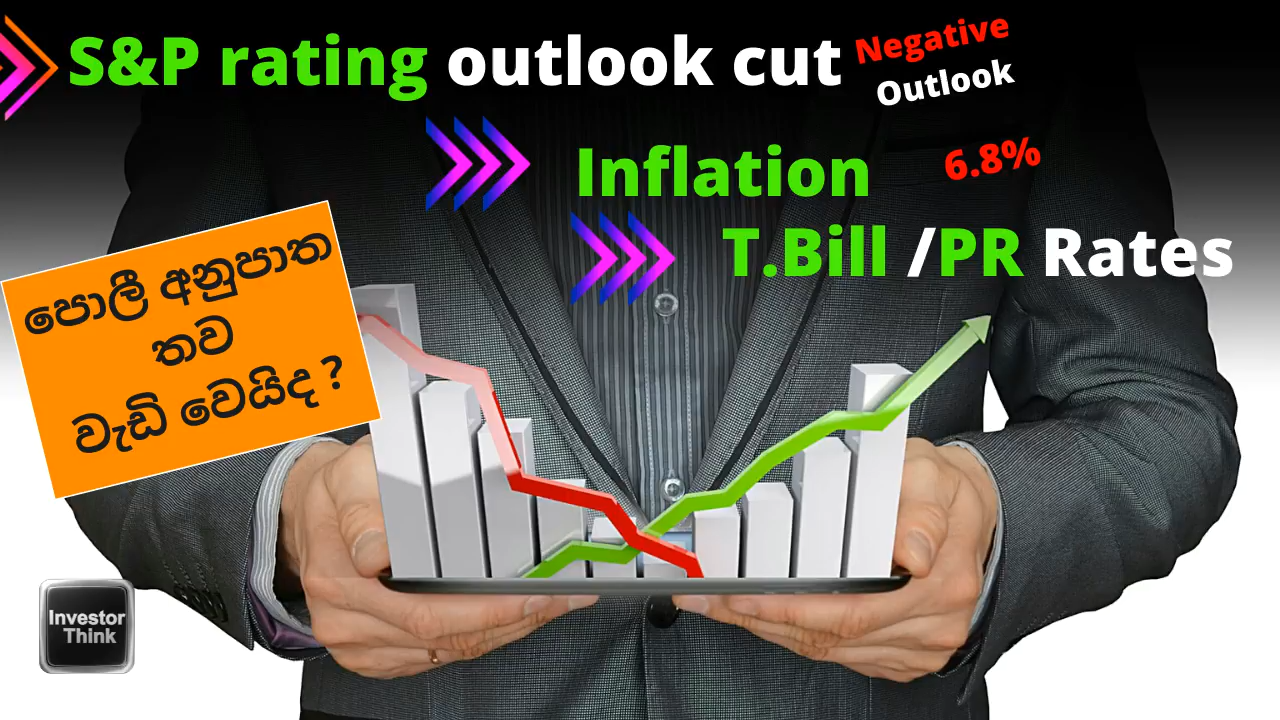 S&P rating outlook cut
Negative
Outlook
Inflation
6.8%
T.Bill /PR Rates
පොලී අනුපාත
තව
වැඩි වෙයිද ?
Investor
Think